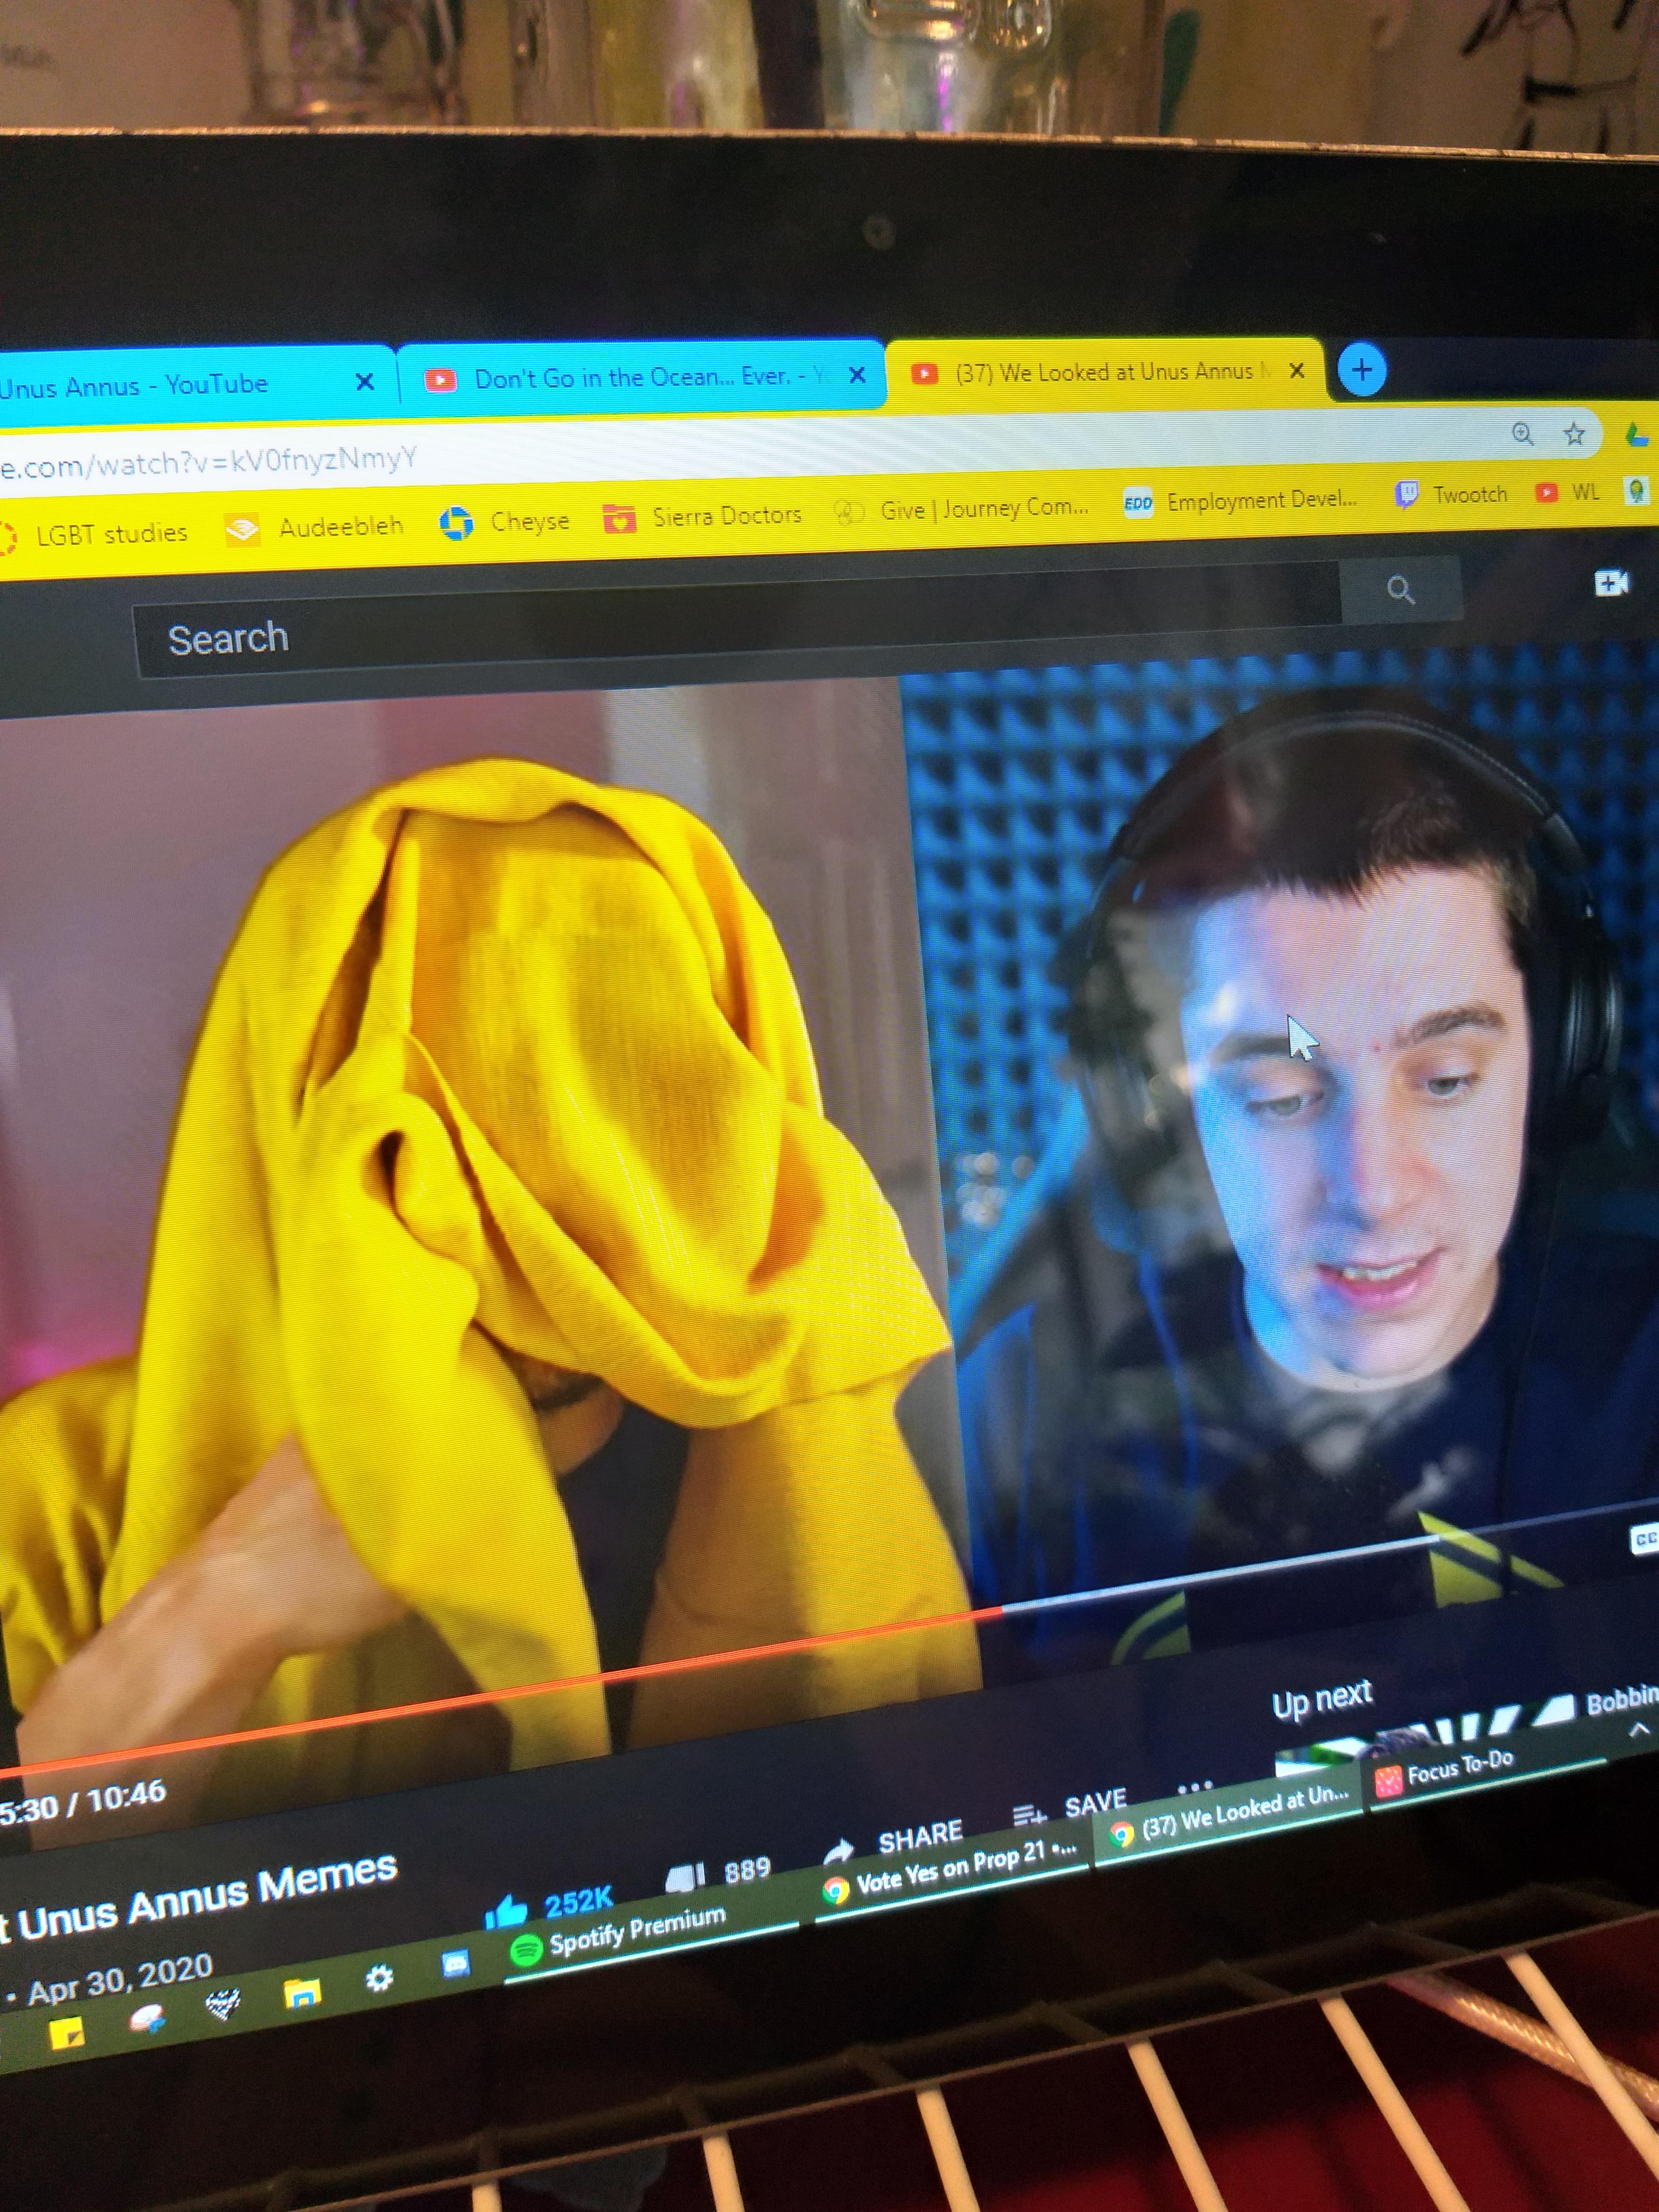 Unus Annus - YouTube
Don't Go in the Ocean... Ever. - Y
(37) We Looked at Unus Annus M
e.com/watch?v=kV0fnyzNmyY
LGBT studies
Audeebleh
Cheyse
Sierra Doctors
Give | Journey Com...
EDD
Employment Devel...
Twootch
WL
Search
CC
5:30 / 10:46
Up next
Bobbin
t Unus Annus Memes
252K
889
SHARE
SAVE
• Apr 30, 2020
Spotify Premium
Vote Yes on Prop 21 •...
(37) We Looked at Un...
Focus To-Do